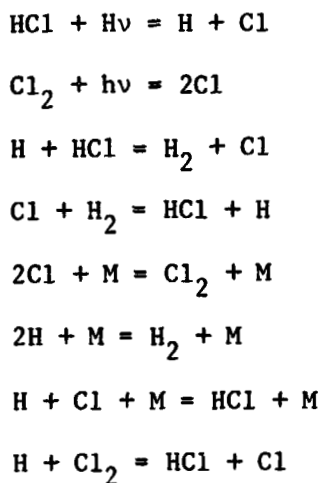 HCl + Hν = H + Cl
Cl₂ + hν = 2Cl
H + HCl = H₂ + Cl
Cl + H₂ = HCl + H
2Cl + M = Cl₂ + M
2H + M = H₂ + M
H + Cl + M = HCl + M
H + Cl₂ = HCl + Cl